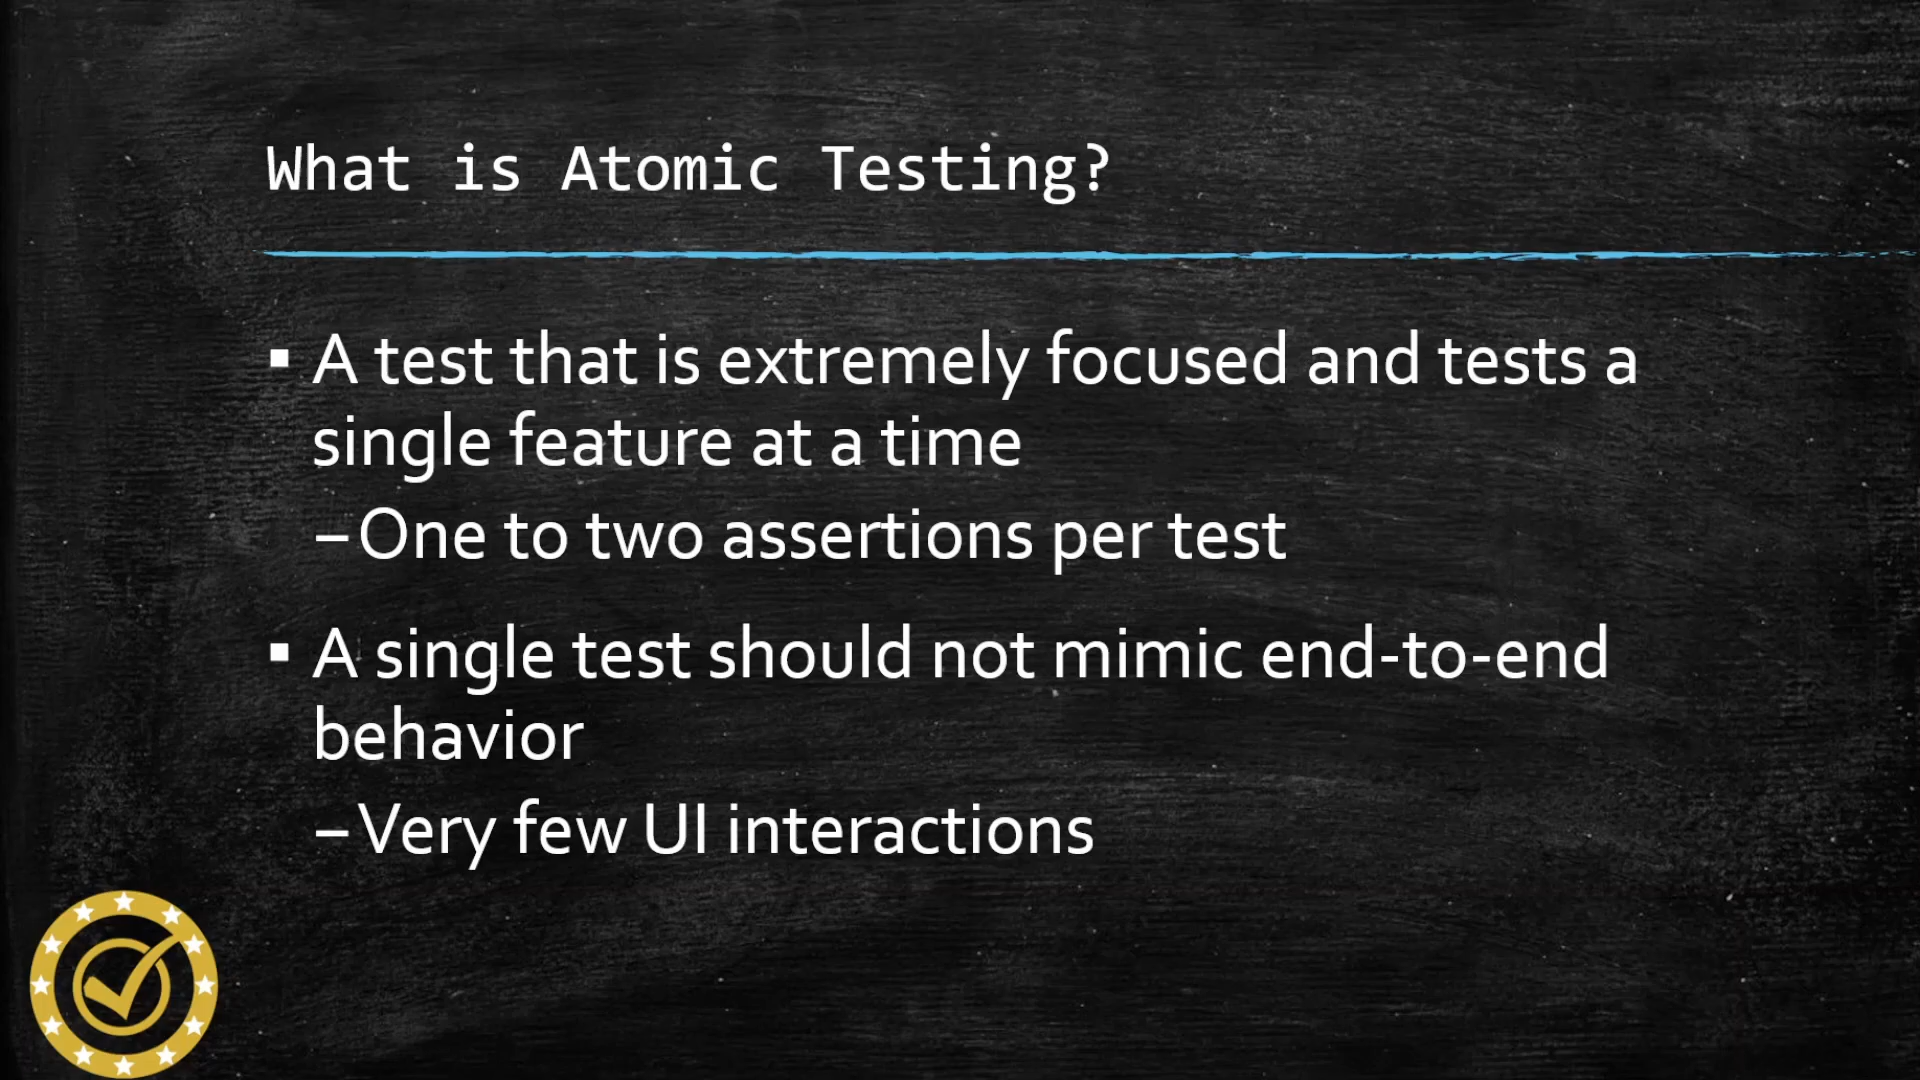 What is Atomic Testing?
▪ A test that is extremely focused and tests a
single feature at a time
–One to two assertions per test
▪ A single test should not mimic end-to-end
behavior
–Very few UI interactions